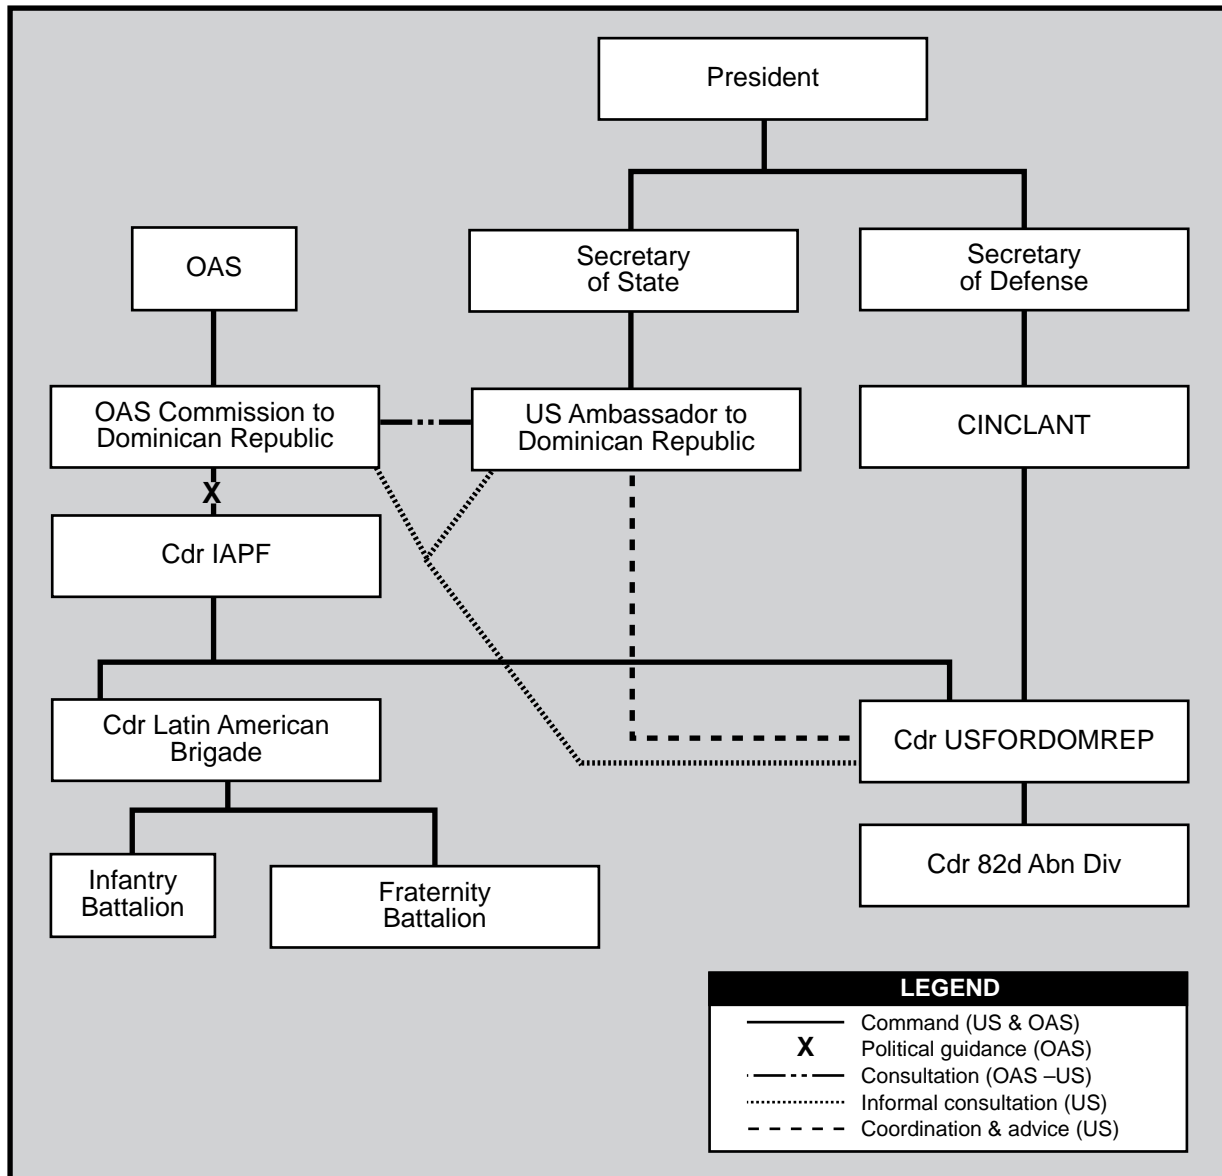 President
OAS
Secretary
of State
Secretary
of Defense
OAS Commission to
Dominican Republic
US Ambassador to
Dominican Republic
CINCLANT
X
Cdr IAPF
Cdr Latin American
Brigade
Cdr USFORDOMREP
Infantry
Battalion
Fraternity
Battalion
Cdr 82d Abn Div
LEGEND
Command (US & OAS)
X Political guidance (OAS)
Consultation (OAS –US)
Informal consultation (US)
Coordination & advice (US)